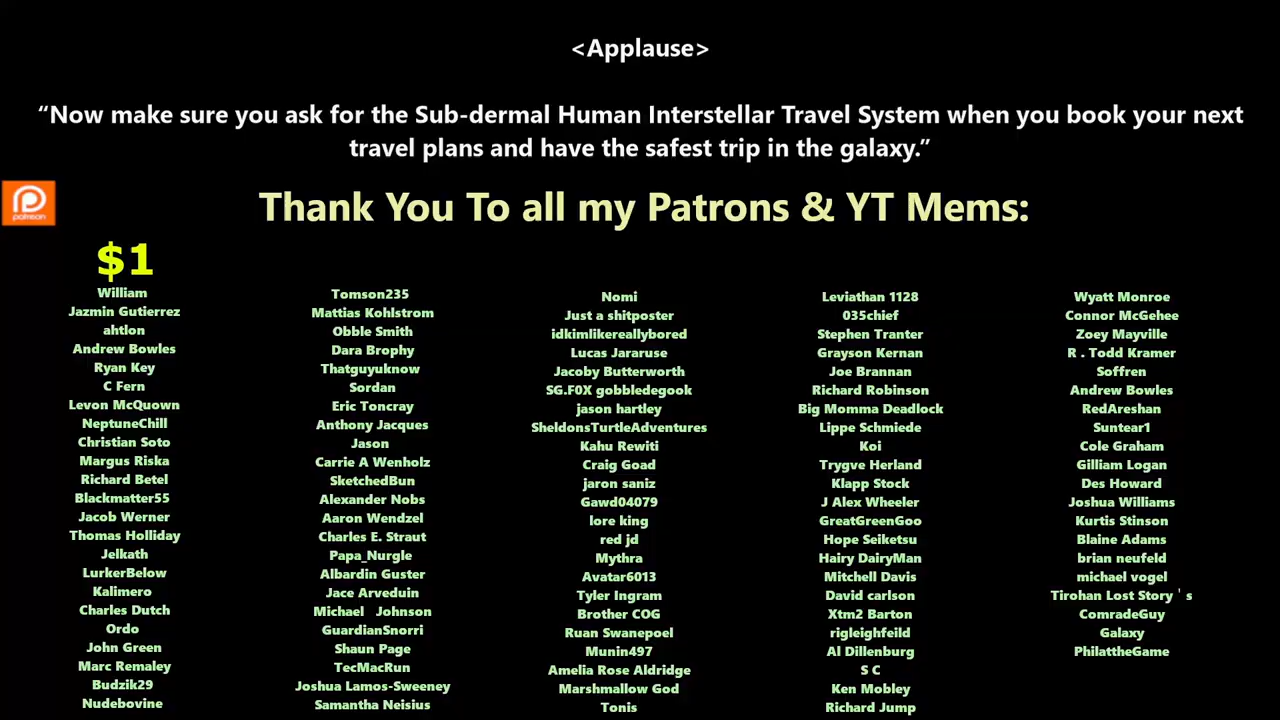 <Applause>
“Now make sure you ask for the Sub-dermal Human Interstellar Travel System when you book your next
travel plans and have the safest trip in the galaxy.”
patreon
Thank You To all my Patrons & YT Mems:
$1
William
Jazmin Gutierrez
ahtlon
Andrew Bowles
Ryan Key
C Fern
Levon McQuown
NeptuneChill
Christian Soto
Margus Riska
Richard Betel
Blackmatter55
Jacob Werner
Thomas Holliday
Jelkath
LurkerBelow
Kalimero
Charles Dutch
Ordo
John Green
Marc Remaley
Budzik29
Nudebovine
Tomson235
Mattias Kohlstrom
Obble Smith
Dara Brophy
Thatguyuknow
Sordan
Eric Toncray
Anthony Jacques
Jason
Carrie A Wenholz
SketchedBun
Alexander Nobs
Aaron Wendzel
Charles E. Straut
Papa_Nurgle
Albardin Guster
Jace Arveduin
Michael Johnson
GuardianSnorri
Shaun Page
TecMacRun
Joshua Lamos-Sweeney
Samantha Neisius
Nomi
Just a shitposter
idkimlikereallybored
Lucas Jararuse
Jacoby Butterworth
SG.F0X gobbledegook
jason hartley
SheldonsTurtleAdventures
Kahu Rewiti
Craig Goad
jaron saniz
Gawd04079
lore king
red jd
Mythra
Avatar6013
Tyler Ingram
Brother COG
Ruan Swanepoel
Munin497
Amelia Rose Aldridge
Marshmallow God
Tonis
Leviathan 1128
035chief
Stephen Tranter
Grayson Kernan
Joe Brannan
Richard Robinson
Big Momma Deadlock
Lippe Schmiede
Koi
Trygve Herland
Klapp Stock
J Alex Wheeler
GreatGreenGoo
Hope Seiketsu
Hairy DairyMan
Mitchell Davis
David carlson
Xtm2 Barton
rigleighfeild
Al Dillenburg
S C
Ken Mobley
Richard Jump
Wyatt Monroe
Connor McGehee
Zoey Mayville
R . Todd Kramer
Soffren
Andrew Bowles
RedAreshan
Suntear1
Cole Graham
Gilliam Logan
Des Howard
Joshua Williams
Kurtis Stinson
Blaine Adams
brian neufeld
michael vogel
Tirohan Lost Story ' s
ComradeGuy
Galaxy
PhilattheGame